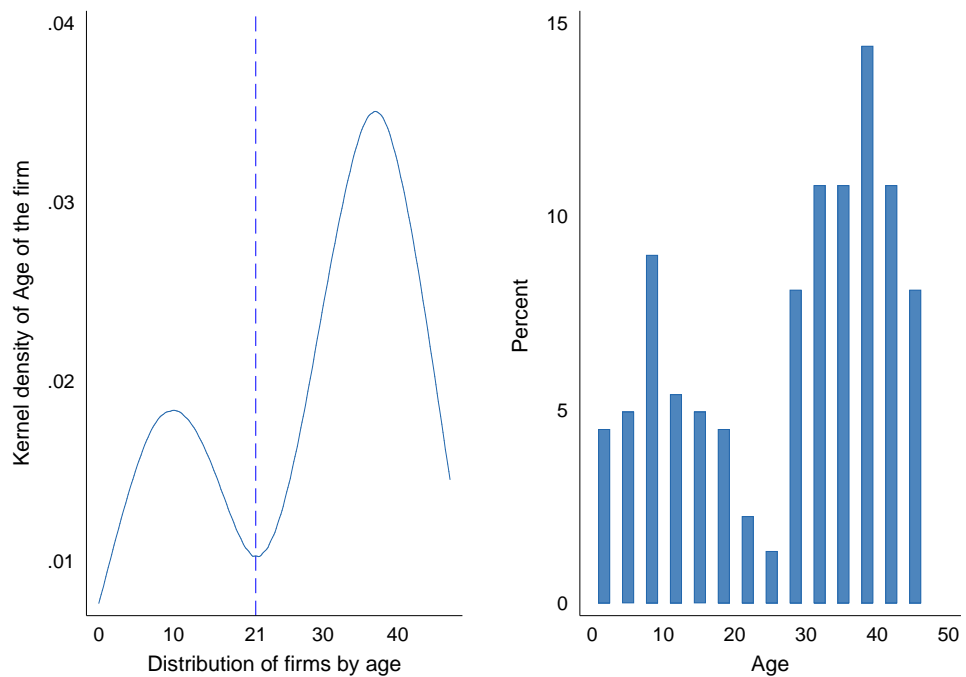 .04
.03
.02
.01
Kernel density of Age of the firm
0 10 21 30 40
Distribution of firms by age
15
10
5
0
Percent
0 10 20 30 40 50
Age